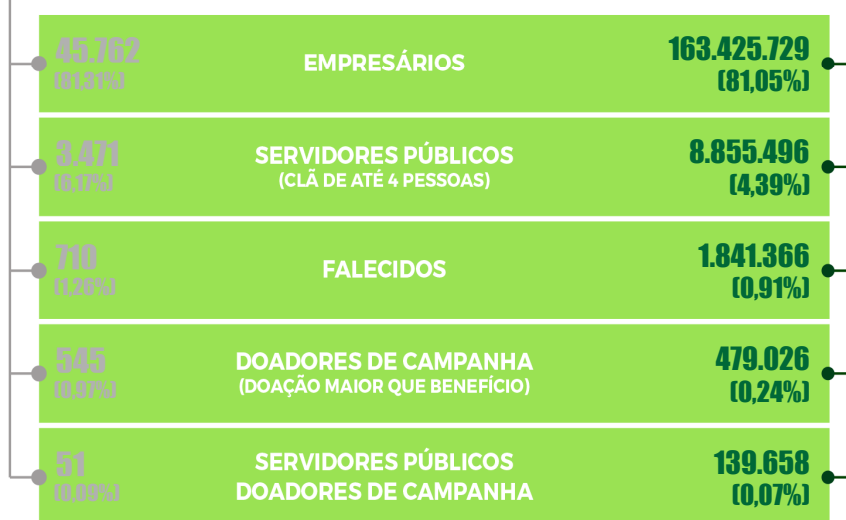 45.762
(81,31%)
EMPRESÁRIOS
163.425.729
(81,05%)
3.471
(6,17%)
SERVIDORES PÚBLICOS
(CLÃ DE ATÉ 4 PESSOAS)
8.855.496
(4,39%)
710
(1,26%)
FALECIDOS
1.841.366
(0,91%)
545
(0,97%)
DOADORES DE CAMPANHA
(DOAÇÃO MAIOR QUE BENEFÍCIO)
479.026
(0,24%)
51
(0,09%)
SERVIDORES PÚBLICOS
DOADORES DE CAMPANHA
139.658
(0,07%)